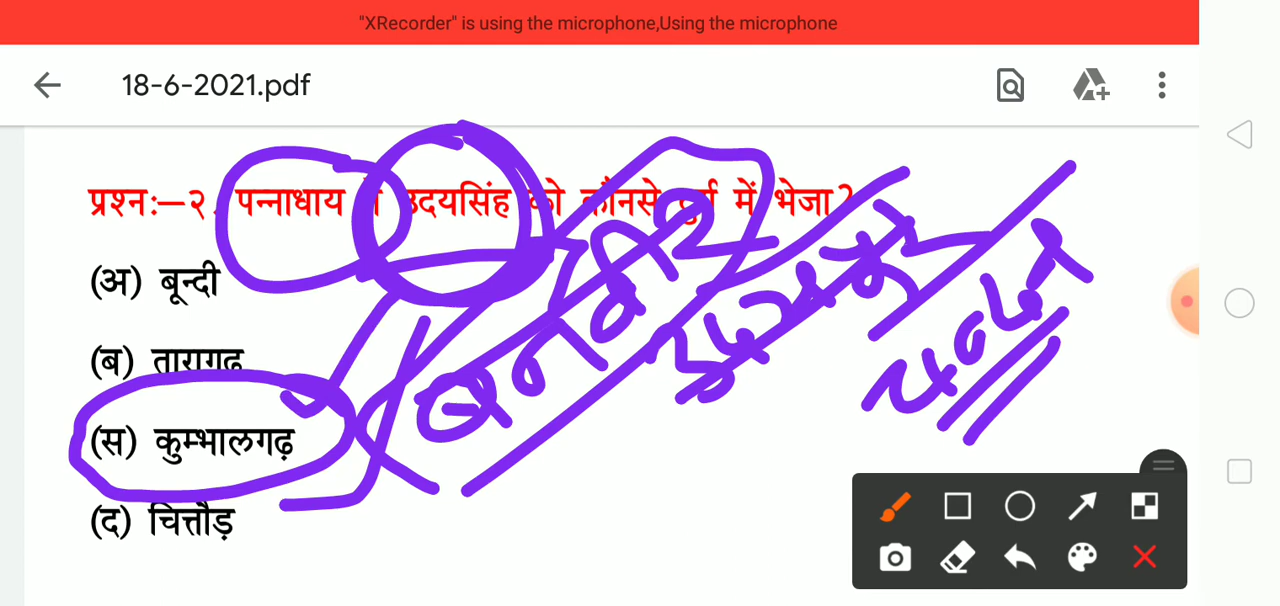 "XRecorder" is using the microphone,Using the microphone
18-6-2021.pdf
प्रश्नः–२. पन्नाधाय ने उदयसिंह को कौनसे दुर्ग में भेजा?
(अ) बून्दी
(ब) तारागढ़
(स) कुम्भालगढ़
(द) चित्तौड़
बनवीर